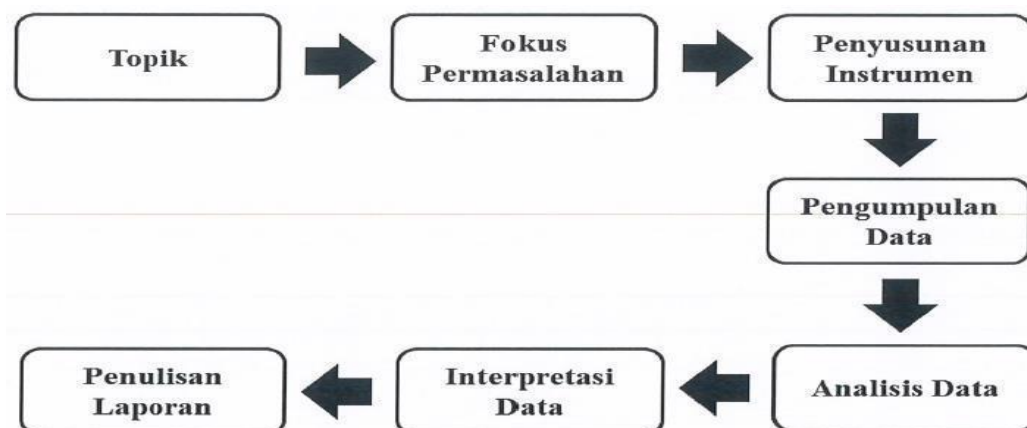 Topik
Fokus
Permasalahan
Penyusunan
Instrumen
Pengumpulan
Data
Analisis Data
Interpretasi
Data
Penulisan
Laporan